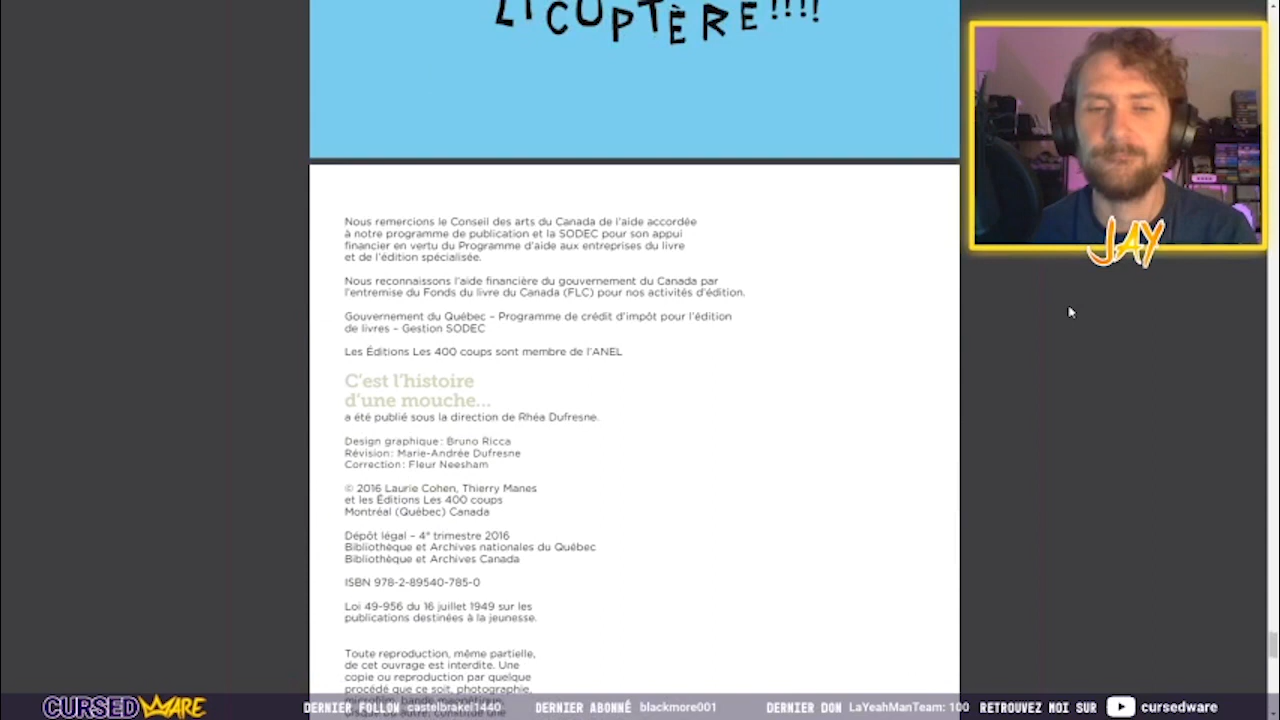 LICOPTÈRE!!!!
JAY
Nous remercions le Conseil des arts du Canada de l'aide accordée
à notre programme de publication et la SODEC pour son appui
financier en vertu du Programme d'aide aux entreprises du livre
et de l'édition spécialisée.
Nous reconnaissons l'aide financière du gouvernement du Canada par
l'entremise du Fonds du livre du Canada (FLC) pour nos activités d'édition.
Gouvernement du Québec – Programme de crédit d'impôt pour l'édition
de livres – Gestion SODEC
Les Éditions Les 400 coups sont membre de l'ANEL
C'est l'histoire
d'une mouche...
a été publié sous la direction de Rhéa Dufresne.
Design graphique : Bruno Ricca
Révision : Marie-Andrée Dufresne
Correction : Fleur Neesham
© 2016 Laurie Cohen, Thierry Manes
et les Éditions Les 400 coups
Montréal (Québec) Canada
Dépôt légal – 4e trimestre 2016
Bibliothèque et Archives nationales du Québec
Bibliothèque et Archives Canada
ISBN 978-2-89540-785-0
Loi 49-956 du 16 juillet 1949 sur les
publications destinées à la jeunesse.
Toute reproduction, même partielle,
de cet ouvrage est interdite. Une
copie ou reproduction par quelque
procédé que ce soit, photographie,
microfilm, bande magnétique,
disque ou autre, constitue une
CURSEDWARE DERNIER FOLLOW castelbrakel1440 DERNIER ABONNÉ blackmore001 DERNIER DON LaYeahManTeam: 100 RETROUVEZ MOI SUR cursedware